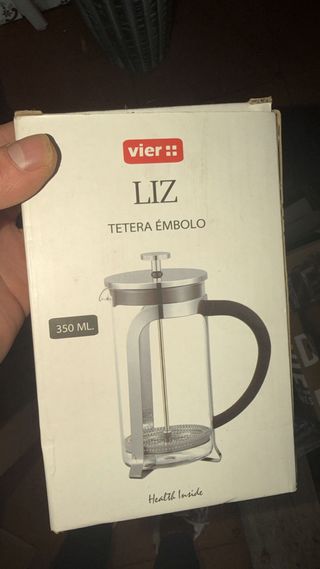 vier
LIZ
TETERA ÉMBOLO
350 ML.
Health Inside